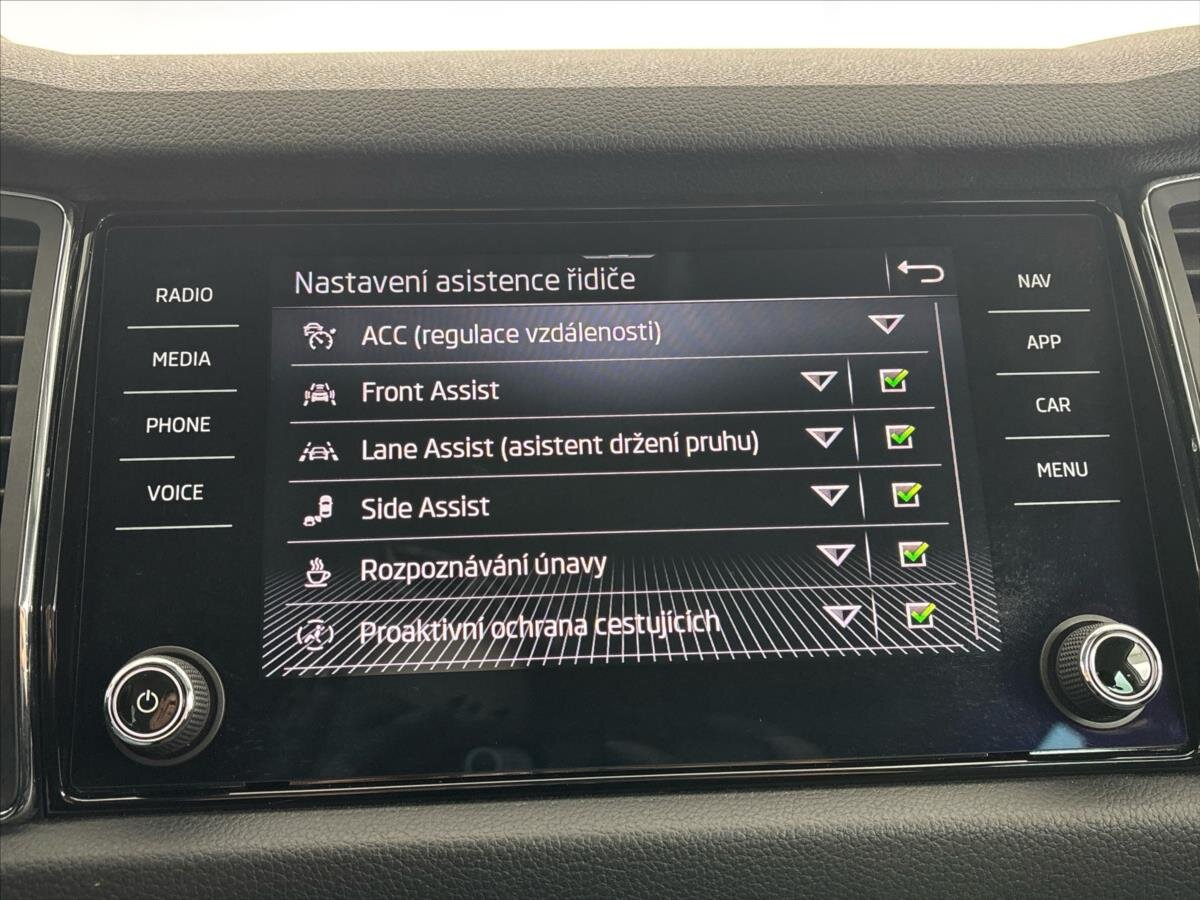 Nastavení asistence řidiče
RADIO
MEDIA
PHONE
VOICE
ACC (regulace vzdálenosti)
Front Assist
Lane Assist (asistent držení pruhu)
Side Assist
Rozpoznávání únavy
Proaktivní ochrana cestujících
NAV
APP
CAR
MENU